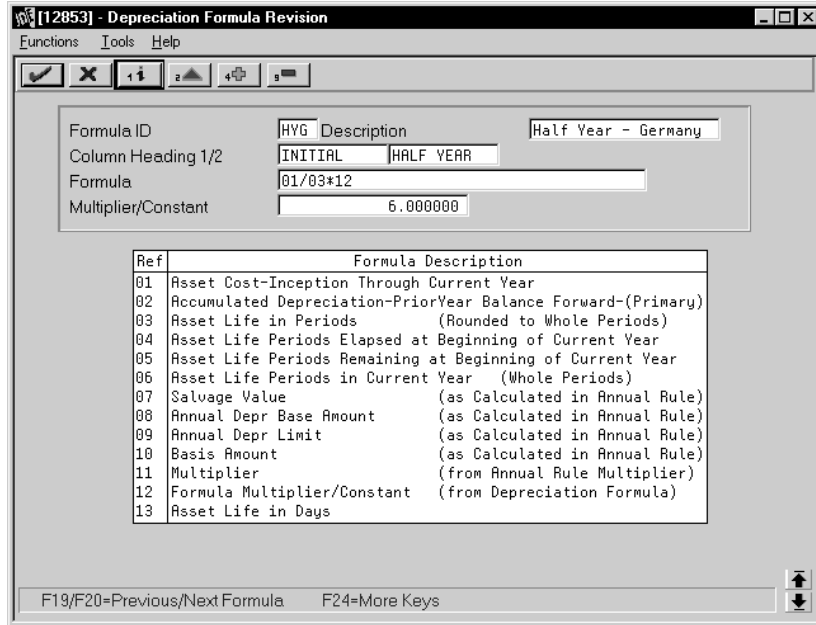 [12853] - Depreciation Formula Revision
Functions Tools Help
1 i 2 4 9
Formula ID HYG Description Half Year - Germany
Column Heading 1/2 INITIAL HALF YEAR
Formula 01/03*12
Multiplier/Constant 6.000000
Ref Formula Description
01 Asset Cost-Inception Through Current Year
02 Accumulated Depreciation-PriorYear Balance Forward-(Primary)
03 Asset Life in Periods (Rounded to Whole Periods)
04 Asset Life Periods Elapsed at Beginning of Current Year
05 Asset Life Periods Remaining at Beginning of Current Year
06 Asset Life Periods in Current Year (Whole Periods)
07 Salvage Value (as Calculated in Annual Rule)
08 Annual Depr Base Amount (as Calculated in Annual Rule)
09 Annual Depr Limit (as Calculated in Annual Rule)
10 Basis Amount (as Calculated in Annual Rule)
11 Multiplier (from Annual Rule Multiplier)
12 Formula Multiplier/Constant (from Depreciation Formula)
13 Asset Life in Days
F19/F20=Previous/Next Formula F24=More Keys